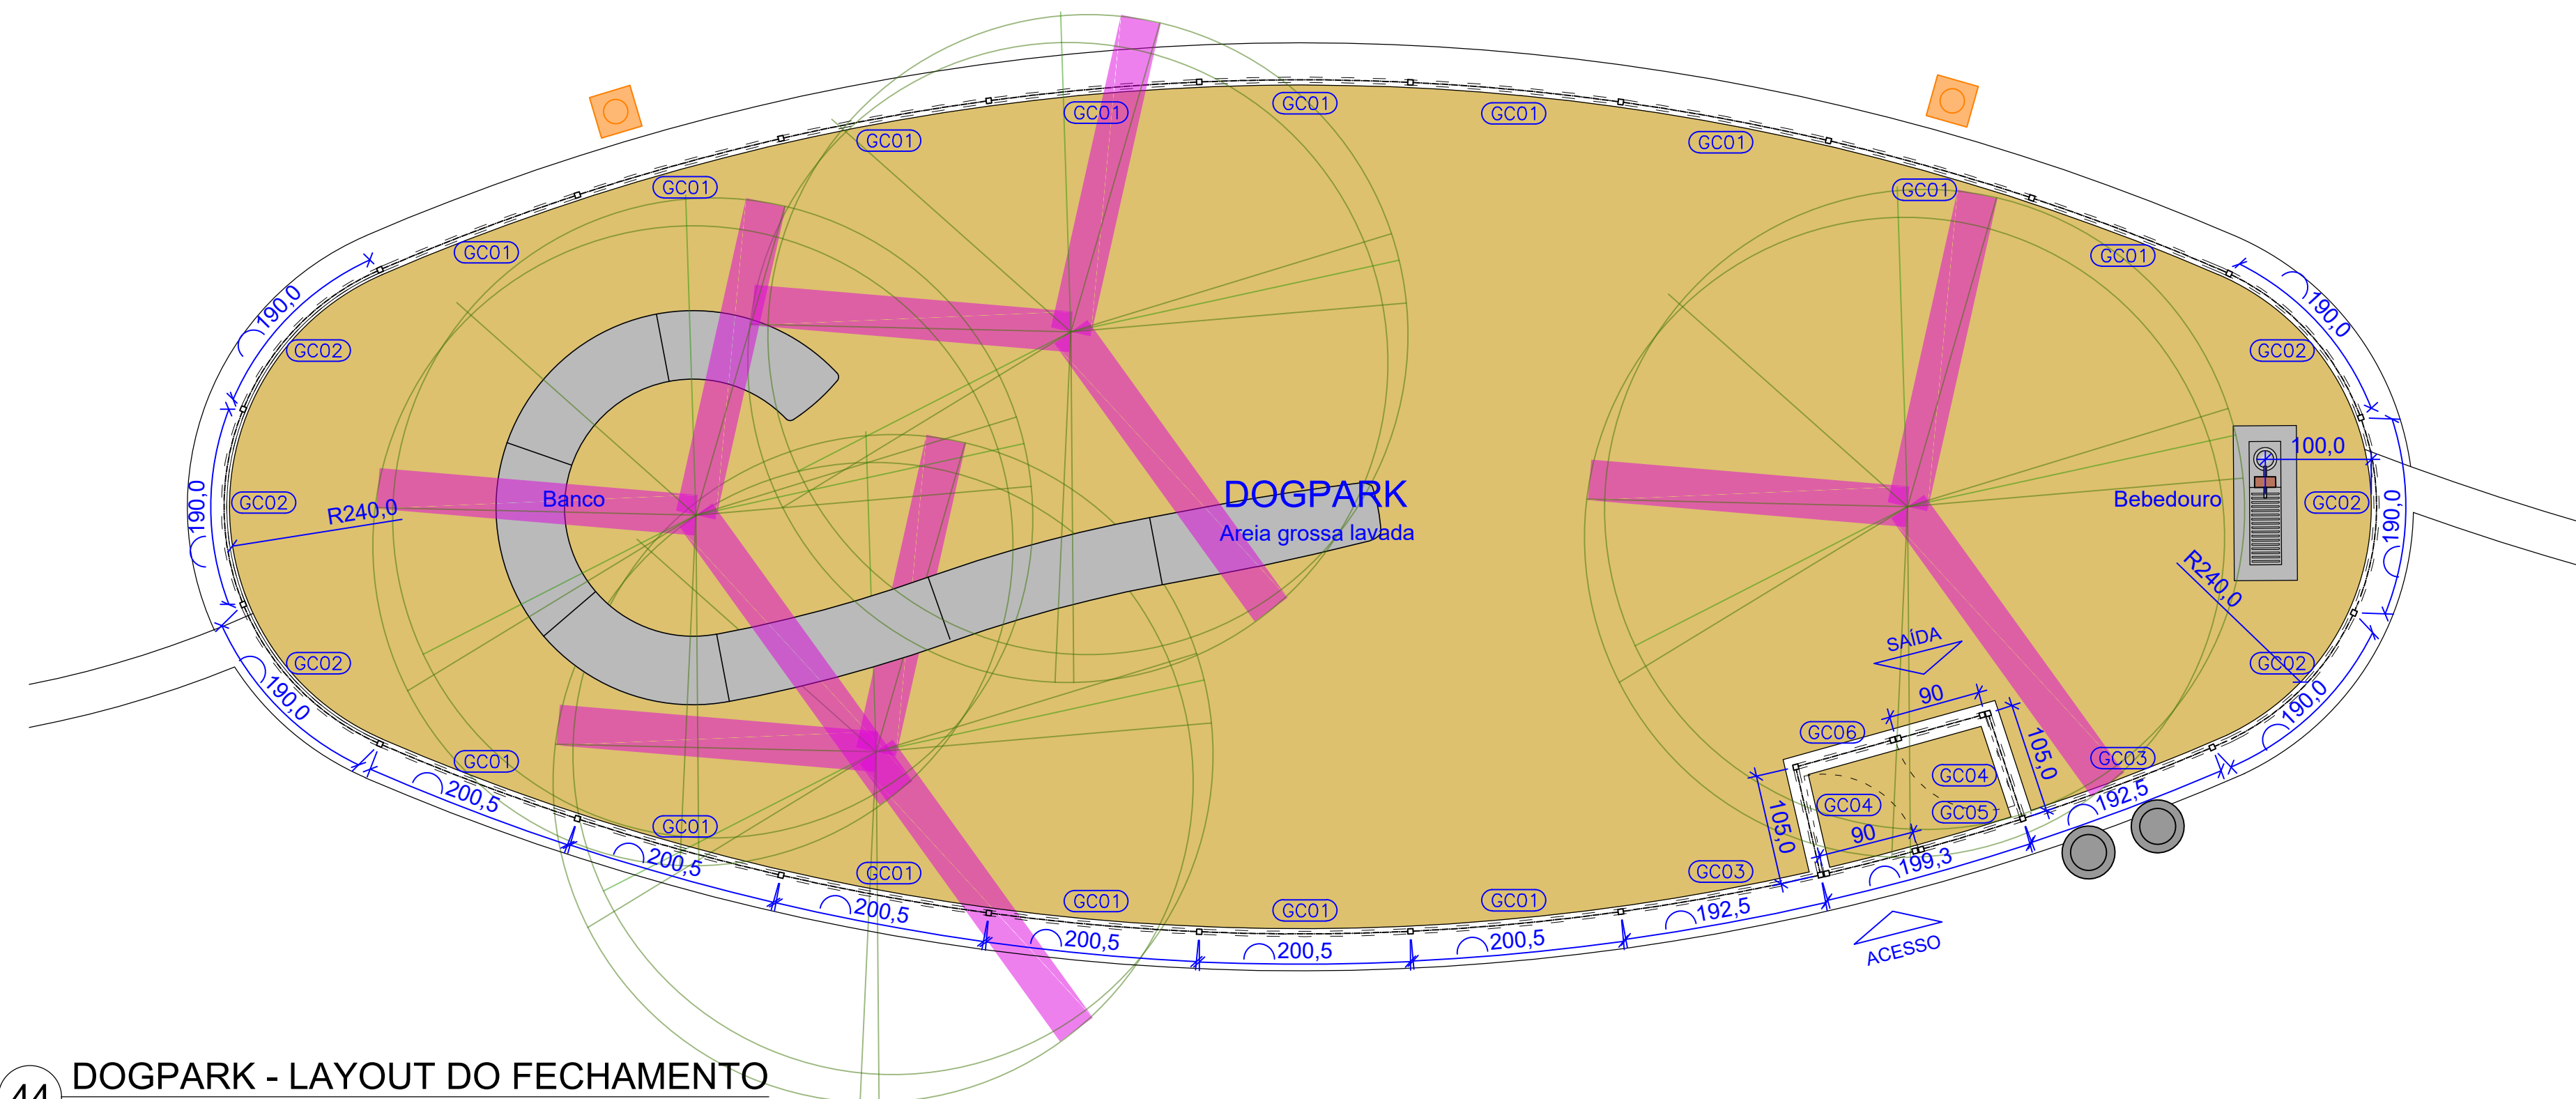 GC01
GC01
GC01
GC01
GC01
GC01
GC01
GC01
GC01
GC01
190,0
190,0
GC02
GC02
100,0
DOGPARK
Banco
Bebedouro
GC02
GC02
190,0
190,0
R240,0
Areia grossa lavada
R240,0
SAÍDA
GC02
GC02
190,0
90
190,0
GC06
105,0
GC01
GC03
GC04
200,5
192,5
GC04
GC05
105,0
90
GC01
200,5
199,3
GC01
GC03
200,5
GC01
GC01
GC01
192,5
200,5
200,5
200,5
ACESSO
44
DOGPARK - LAYOUT DO FECHAMENTO